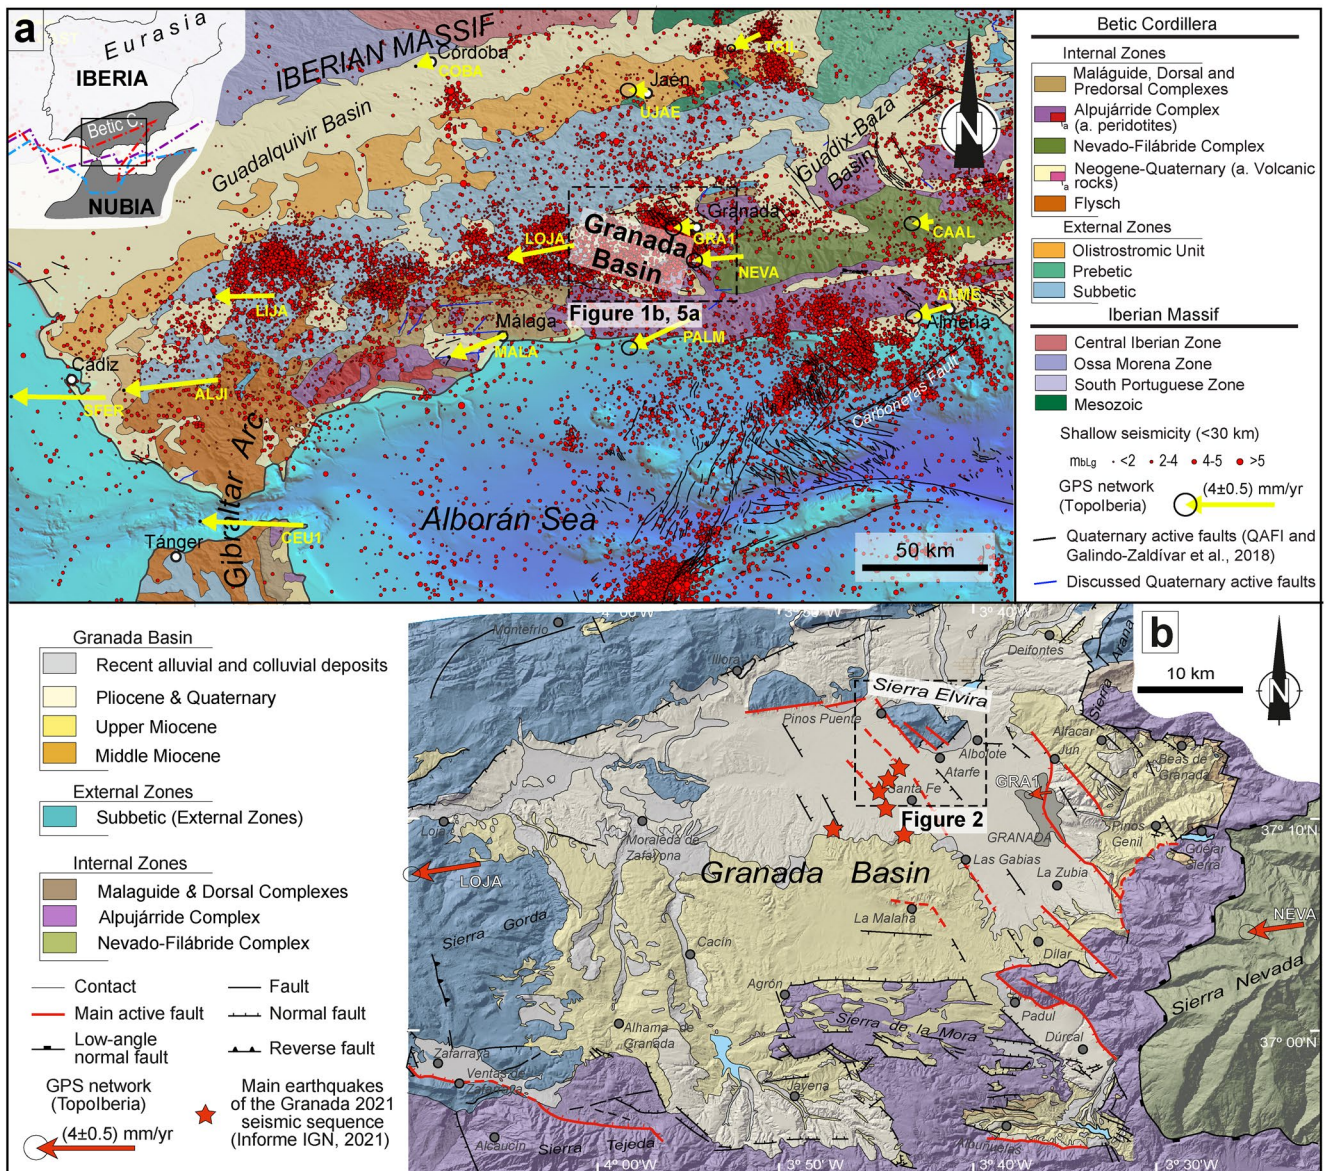 a
Eurasia
IBERIA
Betic C.
NUBIA
IBERIAN MASSIF
Córdoba
COBA
Guadalquivir Basin
TGIL
Jaén
UJAE
Guadix-Baza
Basin
Granada
GRA1
Granada
Basin
LOJA
NEVA
CAAL
LIJA
Figure 1b, 5a
ALME
Almería
Málaga
MALA
PALM
Cádiz
SFER
ALJI
Carboneras Fault
Gibraltar Arc
CEU1
Tánger
Alborán Sea
50 km
N
Betic Cordillera
Internal Zones
Maláguide, Dorsal and
Predorsal Complexes
Alpujárride Complex
a (a. peridotites)
Nevado-Filábride Complex
Neogene-Quaternary (a. Volcanic
a rocks)
Flysch
External Zones
Olistrostromic Unit
Prebetic
Subbetic
Iberian Massif
Central Iberian Zone
Ossa Morena Zone
South Portuguese Zone
Mesozoic
Shallow seismicity (<30 km)
mbLg <2 2-4 4-5 >5
GPS network
(TopoIberia)
(4±0.5) mm/yr
Quaternary active faults (QAFI and
Galindo-Zaldívar et al., 2018)
Discussed Quaternary active faults
Granada Basin
Recent alluvial and colluvial deposits
Pliocene & Quaternary
Upper Miocene
Middle Miocene
External Zones
Subbetic (External Zones)
Internal Zones
Malaguide & Dorsal Complexes
Alpujárride Complex
Nevado-Filábride Complex
Contact
Fault
Main active fault
Normal fault
Low-angle
normal fault
Reverse fault
GPS network
(TopoIberia)
(4±0.5) mm/yr
Main earthquakes
of the Granada 2021
seismic sequence
(Informe IGN, 2021)
b
10 km
N
3° 40'W
Montefrío
Illora
Deifontes
Sierra Arana
Sierra Elvira
Pinos Puente
Albolote
Atarfe
Alfacar
Jun
Beas de
Granada
Santa Fe
GRA1
GRANADA
Figure 2
Pinos
Genil
Güejar
Sierra
37° 10'N
Loja
Moraleda de
Zafayona
LOJA
Granada Basin
Las Gabias
La Zubia
La Malahá
NEVA
Sierra Gorda
Cacín
Dilar
Agrón
Padul
Sierra Nevada
Sierra de la Mora
Dúrcal
37° 00'N
Alhama de
Granada
Zafarraya
Ventas de
Zafarraya
Jayena
Albuñuelas
Alcaucín
Sierra Tejeda
4° 00'W
3° 50' W
3° 40'W
3° 30'W